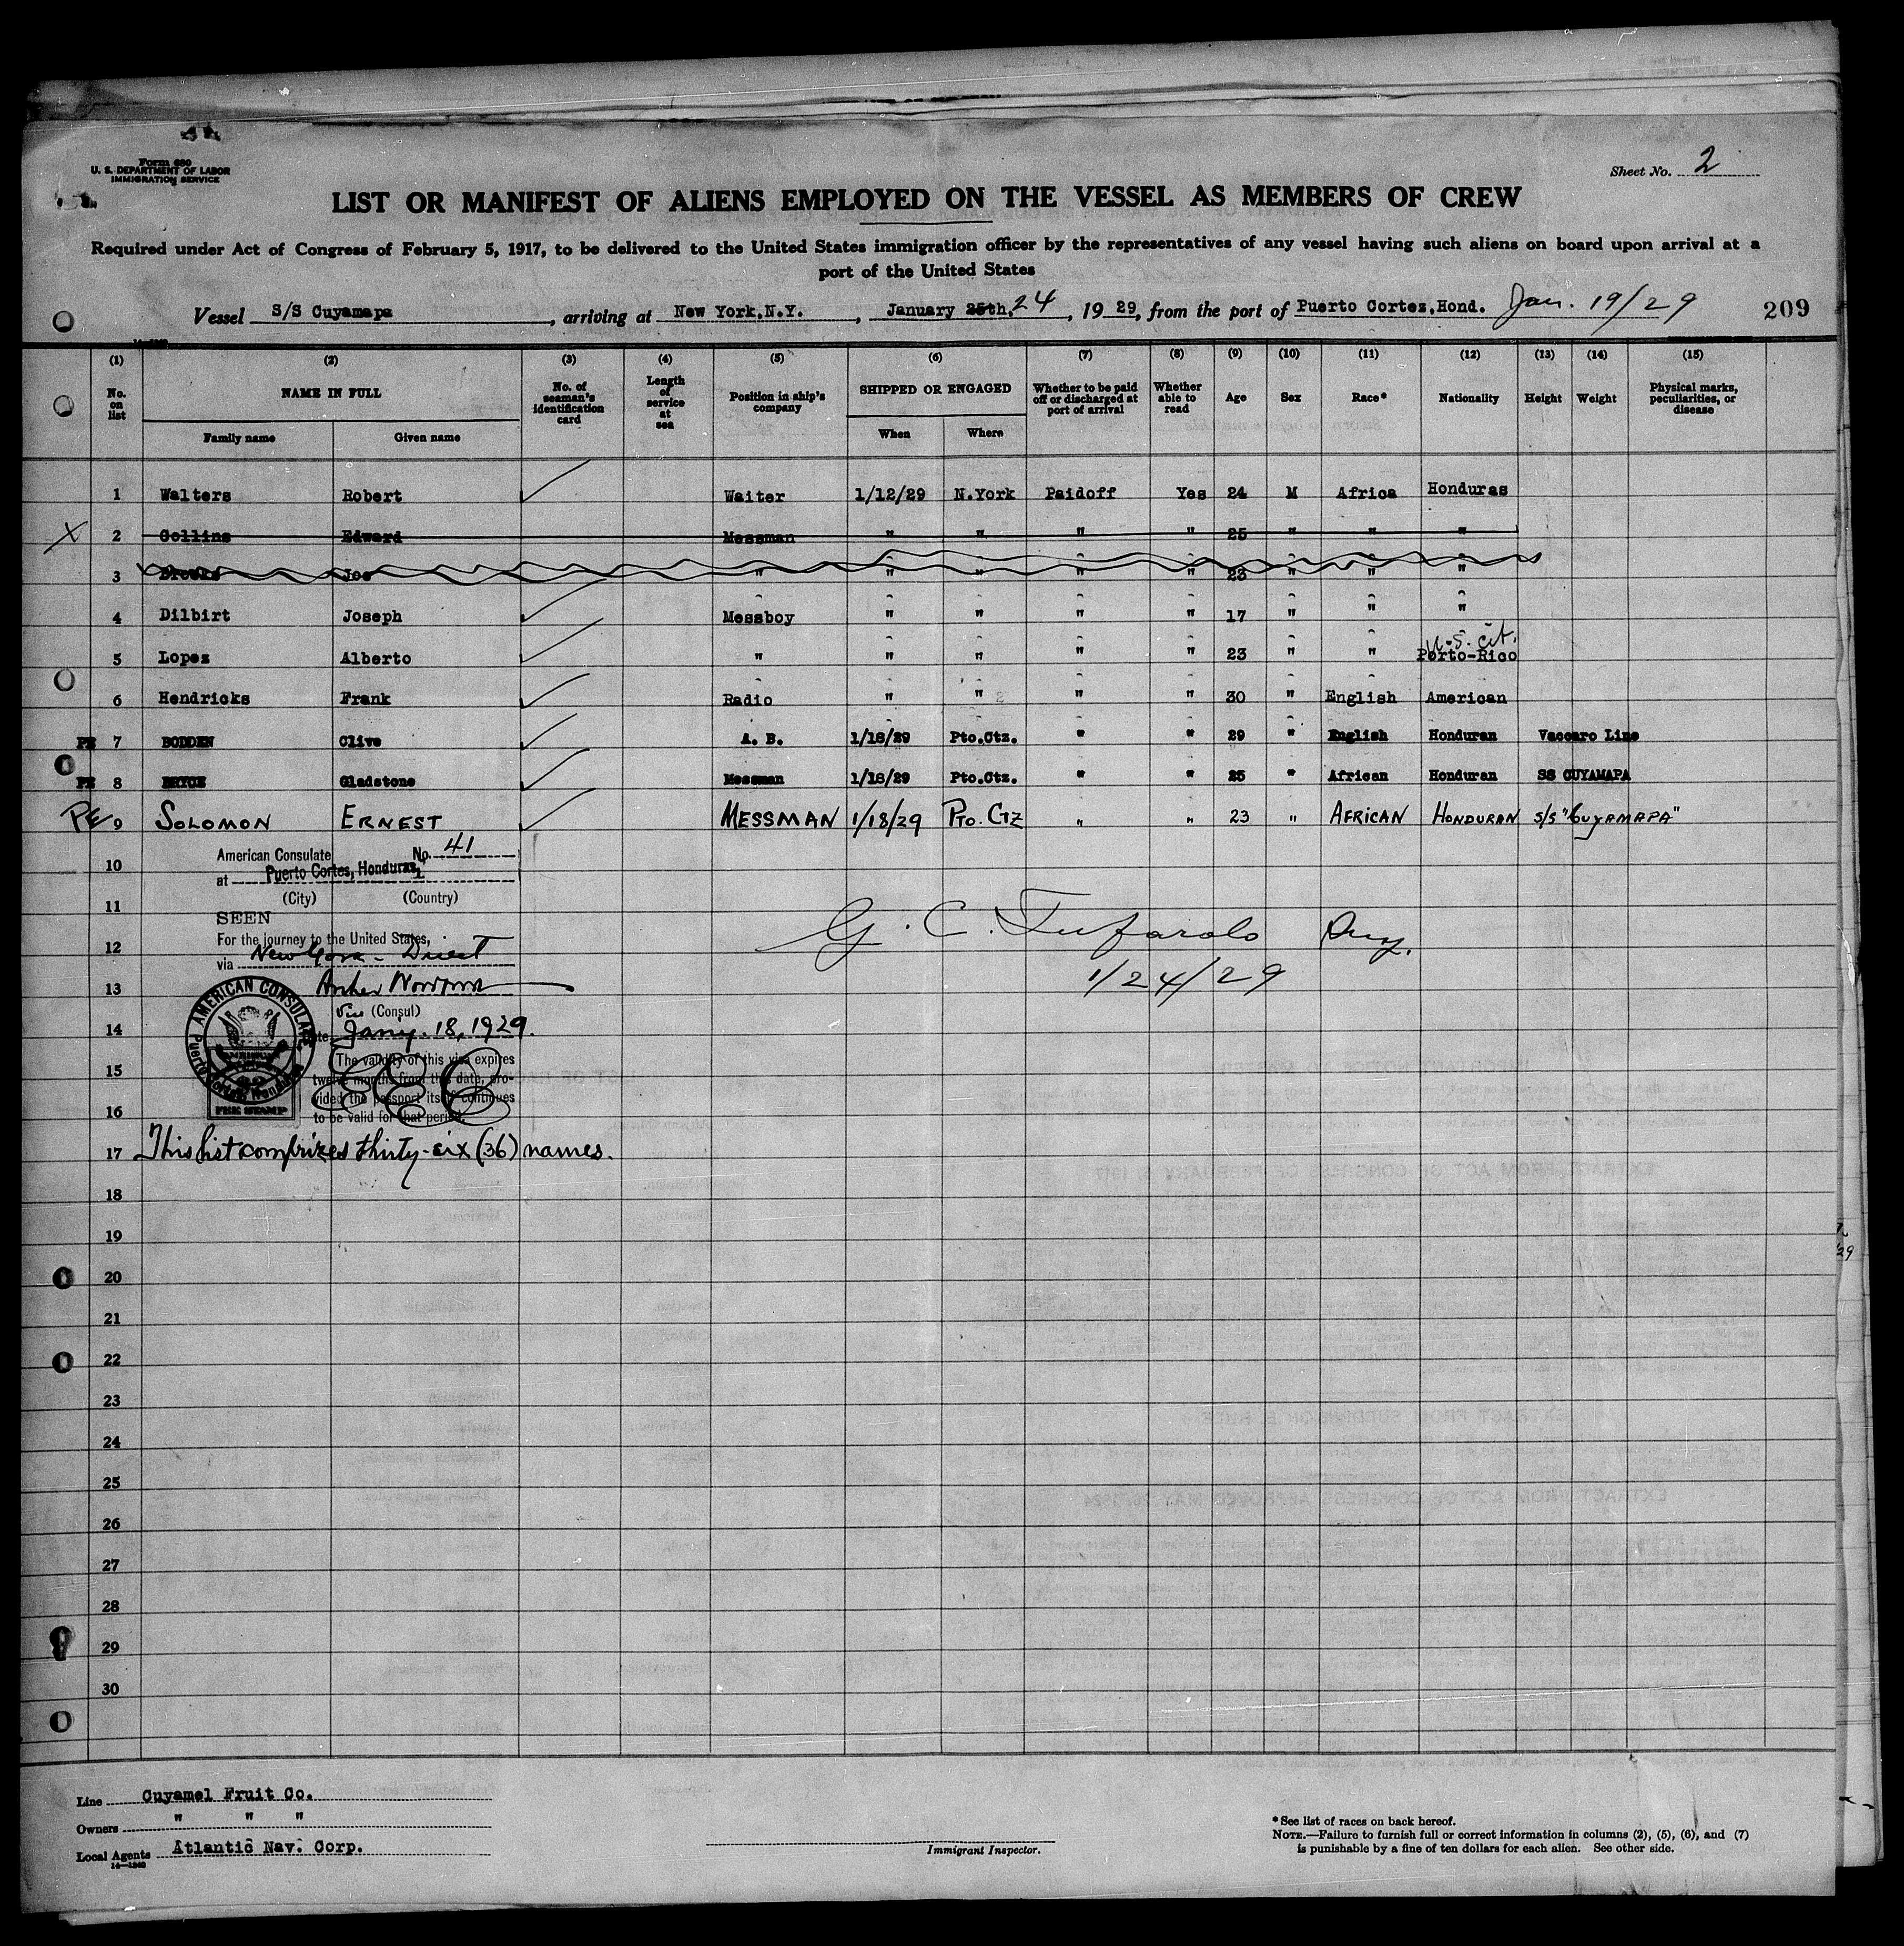 Form 680
U. S. DEPARTMENT OF LABOR
IMMIGRATION SERVICE
Sheet No. 2
LIST OR MANIFEST OF ALIENS EMPLOYED ON THE VESSEL AS MEMBERS OF CREW
Required under Act of Congress of February 5, 1917, to be delivered to the United States immigration officer by the representatives of any vessel having such aliens on board upon arrival at a
port of the United States
Vessel S/S Cuyamapa, arriving at New York,N.Y., January 25th, 24, 1929, from the port of Puerto Cortez,Hond. Jan. 19/29
209
(1) (2) (3) (4) (5) (6) (7) (8) (9) (10) (11) (12) (13) (14) (15)
No. on list NAME IN FULL Family name Given name No. of seaman's identification card Length of service at sea Position in ship's company SHIPPED OR ENGAGED When Where Whether to be paid off or discharged at port of arrival Whether able to read Age Sex Race* Nationality Height Weight Physical marks, peculiarities, or disease
1 Walters Robert Waiter 1/12/29 N.York Paidoff Yes 24 M Africa Honduras
X 2 Collins Edward Messman " " " " 25 " " "
3 Brooks Joe " " " " " 23 " " "
4 Dilbirt Joseph Messboy " " " " 17 " " "
U.S. Cit.
5 Lopez Alberto " " " " " 23 " " Porto-Rico
6 Hendricks Frank Radio " " " " 30 " English American
PE 7 BODDEN Clive A. B. 1/18/29 Pto.Ctz. " " 29 " English Honduran Vaccaro Line
PE 8 BRYCE Gladstone Messman 1/18/29 Pto.Ctz. " " 25 " African Honduran SS CUYAMAPA
PE 9 SOLOMON ERNEST MESSMAN 1/18/29 PTO. CTZ " " 23 " AFRICAN HONDURAN S/S "CUYAMAPA"
10
11
12
13
14
15
16
American Consulate No. 41
at Puerto Cortes, Honduras,
(City) (Country)
SEEN
For the journey to the United States,
via New York - Direct
Vice (Consul)
Date Jany. 18, 1929.
The validity of this visa expires
twelve months from this date, pro-
vided the passport itself continues
to be valid for that period.
AMERICAN CONSULATE
Puerto Cortes, Honduras
FEE STAMP
G. C. Tufarolo
1/24/29
17 This list comprizes thirty-six (36) names.
18
19
20
21
22
23
24
25
26
27
28
29
30
Line Cuyamel Fruit Co.
Owners " " "
Local Agents Atlantic Nav. Corp.
14—1240
Immigrant Inspector.
*See list of races on back hereof.
NOTE.—Failure to furnish full or correct information in columns (2), (5), (6), and (7)
is punishable by a fine of ten dollars for each alien. See other side.